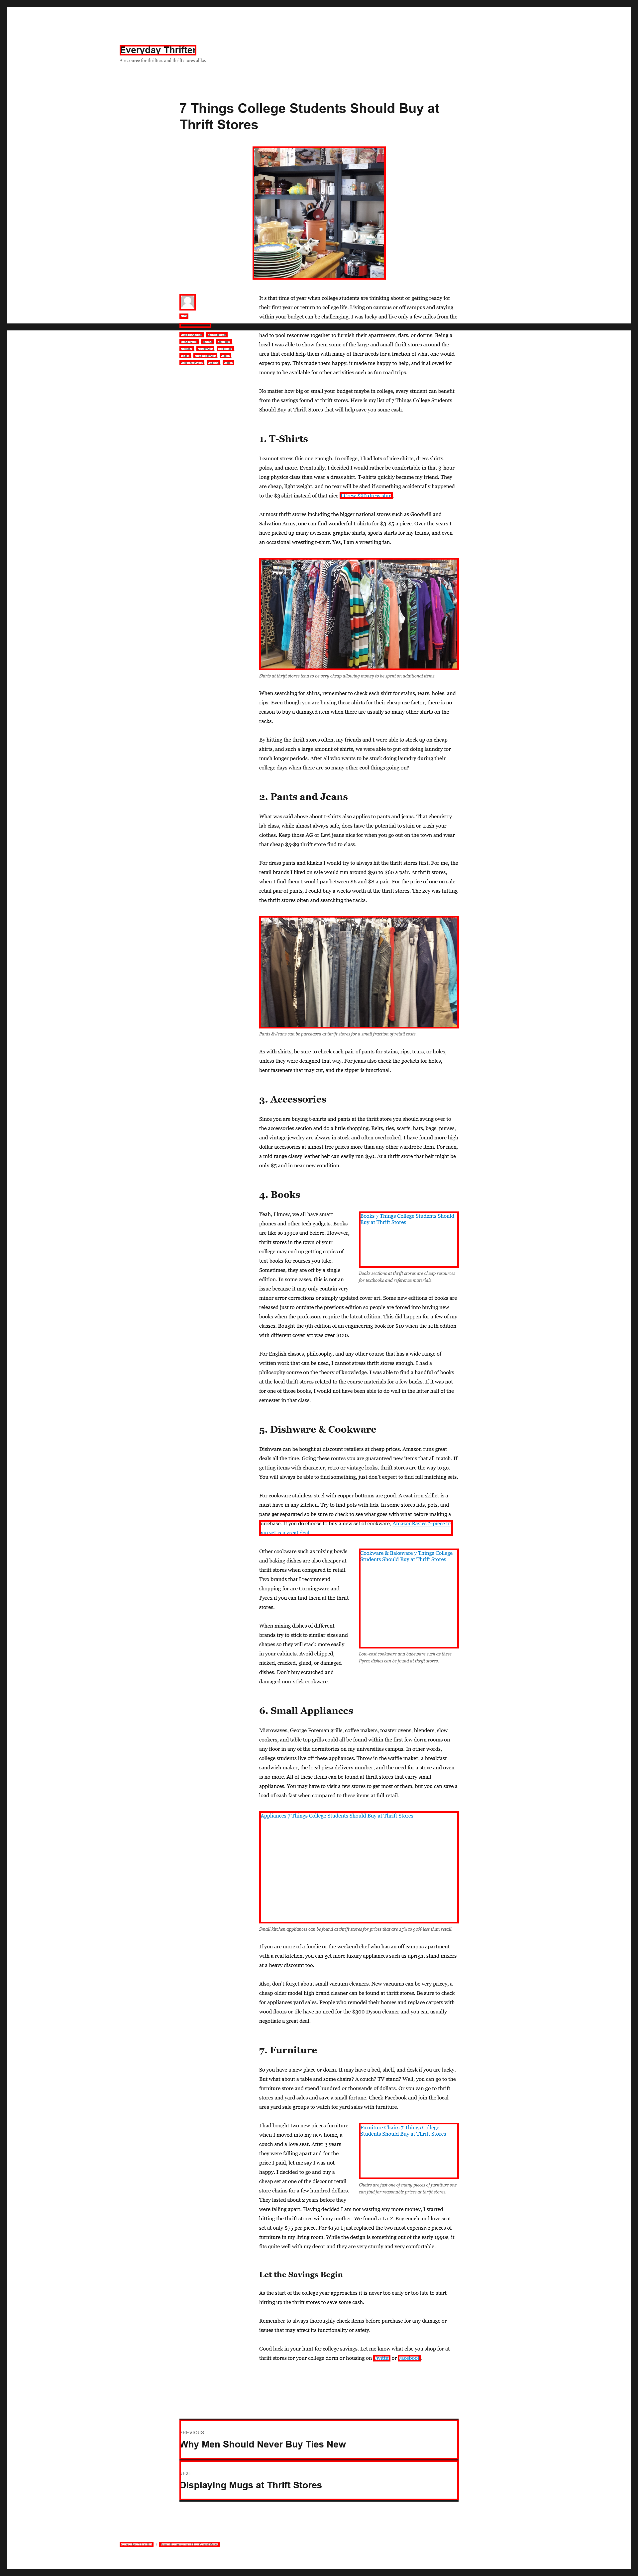 Everyday Thrifter
A resource for thrifters and thrift stores alike.
7 Things College Students Should Buy at
Thrift Stores
It's that time of year when college students are thinking about or getting ready for
their first year or return to college life. Living on campus or off campus and staying
within your budget can be challenging. I was lucky and live only a few miles from the
had to pool resources together to furnish their apartments, flats, or dorms. Being a
local I was able to show them some of the large and small thrift stores around the
area that could help them with many of their needs for a fraction of what one would
expect to pay. This made them happy, it made me happy to help, and it allowed for
money to be available for other activities such as fun road trips.
No matter how big or small your budget maybe in college, every student can benefit
from the savings found at thrift stores. Here is my list of 7 Things College Students
Should Buy at Thrift Stores that will help save you some cash.
1. T-Shirts
I cannot stress this one enough. In college, I had lots of nice shirts, dress shirts,
polos, and more. Eventually, I decided I would rather be comfortable in that 3-hour
long physics class than wear a dress shirt. T-shirts quickly became my friend. They
are cheap, light weight, and no tear will be shed if something accidentally happened
to the $3 shirt instead of that nice J Crew $90 dress shirt.
At most thrift stores including the bigger national stores such as Goodwill and
Salvation Army, one can find wonderful t-shirts for $3-$5 a piece. Over the years I
have picked up many awesome graphic shirts, sports shirts for my teams, and even
an occasional wrestling t-shirt. Yes, I am a wrestling fan.
Shirts at thrift stores tend to be very cheap allowing money to be spent on additional items.
When searching for shirts, remember to check each shirt for stains, tears, holes, and
rips. Even though you are buying these shirts for their cheap use factor, there is no
reason to buy a damaged item when there are usually so many other shirts on the
racks.
By hitting the thrift stores often, my friends and I were able to stock up on cheap
shirts, and such a large amount of shirts, we were able to put off doing laundry for
much longer periods. After all who wants to be stuck doing laundry during their
college days when there are so many other cool things going on?
2. Pants and Jeans
What was said above about t-shirts also applies to pants and jeans. That chemistry
lab class, while almost always safe, does have the potential to stain or trash your
clothes. Keep those AG or Levi jeans nice for when you go out on the town and wear
that cheap $5-$9 thrift store find to class.
For dress pants and khakis I would try to always hit the thrift stores first. For me, the
retail brands I liked on sale would run around $50 to $60 a pair. At thrift stores,
when I find them I would pay between $6 and $8 a pair. For the price of one on sale
retail pair of pants, I could buy a weeks worth at the thrift stores. The key was hitting
the thrift stores often and searching the racks.
Pants & Jeans can be purchased at thrift stores for a small fraction of retail costs.
As with shirts, be sure to check each pair of pants for stains, rips, tears, or holes,
unless they were designed that way. For jeans also check the pockets for holes,
bent fasteners that may cut, and the zipper is functional.
3. Accessories
Since you are buying t-shirts and pants at the thrift store you should swing over to
the accessories section and do a little shopping. Belts, ties, scarfs, hats, bags, purses,
and vintage jewelry are always in stock and often overlooked. I have found more high
dollar accessories at almost free prices more than any other wardrobe item. For men,
a mid range classy leather belt can easily run $50. At a thrift store that belt might be
only $5 and in near new condition.
4. Books
Books 7 Things College Students Should
Buy at Thrift Stores
Books sections at thrift stores are cheap resources
for textbooks and reference materials.
Yeah, I know, we all have smart
phones and other tech gadgets. Books
are like so 1990s and before. However,
thrift stores in the town of your
college may end up getting copies of
text books for courses you take.
Sometimes, they are off by a single
edition. In some cases, this is not an
issue because it may only contain very
minor error corrections or simply updated cover art. Some new editions of books are
released just to outdate the previous edition so people are forced into buying new
books when the professors require the latest edition. This did happen for a few of my
classes. Bought the 9th edition of an engineering book for $10 when the 10th edition
with different cover art was over $120.
For English classes, philosophy, and any other course that has a wide range of
written work that can be used, I cannot stress thrift stores enough. I had a
philosophy course on the theory of knowledge. I was able to find a handful of books
at the local thrift stores related to the course materials for a few bucks. If it was not
for one of those books, I would not have been able to do well in the latter half of the
semester in that class.
5. Dishware & Cookware
Dishware can be bought at discount retailers at cheap prices. Amazon runs great
deals all the time. Going these routes you are guaranteed new items that all match. If
getting items with character, retro or vintage looks, thrift stores are the way to go.
You will always be able to find something, just don't expect to find full matching sets.
For cookware stainless steel with copper bottoms are good. A cast iron skillet is a
must have in any kitchen. Try to find pots with lids. In some stores lids, pots, and
pans get separated so be sure to check to see what goes with what before making a
purchase. If you do choose to buy a new set of cookware, AmazonBasics 7-piece fry
pan set is a great deal.
Cookware & Bakeware 7 Things College
Students Should Buy at Thrift Stores
Low-cost cookware and bakeware such as these
Pyrex dishes can be found at thrift stores.
Other cookware such as mixing bowls
and baking dishes are also cheaper at
thrift stores when compared to retail.
Two brands that I recommend
shopping for are Corningware and
Pyrex if you can find them at the thrift
stores.
When mixing dishes of different
brands try to stick to similar sizes and
shapes so they will stack more easily
in your cabinets. Avoid chipped,
nicked, cracked, glued, or damaged
dishes. Don't buy scratched and
damaged non-stick cookware.
6. Small Appliances
Microwaves, George Foreman grills, coffee makers, toaster ovens, blenders, slow
cookers, and table top grills could all be found within the first few dorm rooms on
any floor in any of the dormitories on my universities campus. In other words,
college students live off these appliances. Throw in the waffle maker, a breakfast
sandwich maker, the local pizza delivery number, and the need for a stove and oven
is no more. All of these items can be found at thrift stores that carry small
appliances. You may have to visit a few stores to get most of them, but you can save a
load of cash fast when compared to these items at full retail.
Appliances 7 Things College Students Should Buy at Thrift Stores
Small kitchen appliances can be found at thrift stores for prices that are 25% to 90% less than retail.
If you are more of a foodie or the weekend chef who has an off campus apartment
with a real kitchen, you can get more luxury appliances such as upright stand mixers
at a heavy discount too.
Also, don't forget about small vacuum cleaners. New vacuums can be very pricey, a
cheap older model high brand cleaner can be found at thrift stores. Be sure to check
for appliances yard sales. People who remodel their homes and replace carpets with
wood floors or tile have no need for the $300 Dyson cleaner and you can usually
negotiate a great deal.
7. Furniture
So you have a new place or dorm. It may have a bed, shelf, and desk if you are lucky.
But what about a table and some chairs? A couch? TV stand? Well, you can go to the
furniture store and spend hundred or thousands of dollars. Or you can go to thrift
stores and yard sales and save a small fortune. Check Facebook and join the local
area yard sale groups to watch for yard sales with furniture.
Furniture Chairs 7 Things College
Students Should Buy at Thrift Stores
Chairs are just one of many pieces of furniture one
can find for reasonable prices at thrift stores.
I had bought two new pieces furniture
when I moved into my new home, a
couch and a love seat. After 3 years
they were falling apart and for the
price I paid, let me say I was not
happy. I decided to go and buy a
cheap set at one of the discount retail
store chains for a few hundred dollars.
They lasted about 2 years before they
were falling apart. Having decided I am not wasting any more money, I started
hitting the thrift stores with my mother. We found a La-Z-Boy couch and love seat
set at only $75 per piece. For $150 I just replaced the two most expensive pieces of
furniture in my living room. While the design is something out of the early 1990s, it
fits quite well with my decor and they are very sturdy and very comfortable.
Let the Savings Begin
As the start of the college year approaches it is never too early or too late to start
hitting up the thrift stores to save some cash.
Remember to always thoroughly check items before purchase for any damage or
issues that may affect its functionality or safety.
Good luck in your hunt for college savings. Let me know what else you shop for at
thrift stores for your college dorm or housing on Twitter or Facebook.
PREVIOUS
Why Men Should Never Buy Ties New
NEXT
Displaying Mugs at Thrift Stores